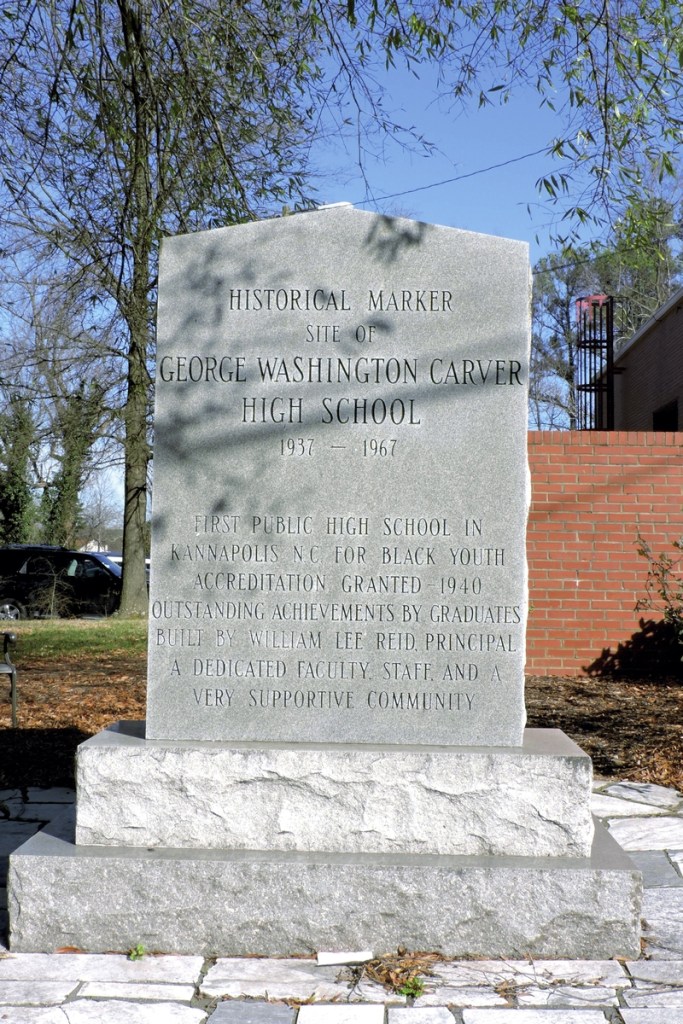 HISTORICAL MARKER
SITE OF
GEORGE WASHINGTON CARVER
HIGH SCHOOL
1937 — 1967
FIRST PUBLIC HIGH SCHOOL IN
KANNAPOLIS N.C. FOR BLACK YOUTH
ACCREDITATION GRANTED - 1940
OUTSTANDING ACHIEVEMENTS BY GRADUATES
BUILT BY WILLIAM LEE REID, PRINCIPAL
A DEDICATED FACULTY, STAFF, AND A
VERY SUPPORTIVE COMMUNITY